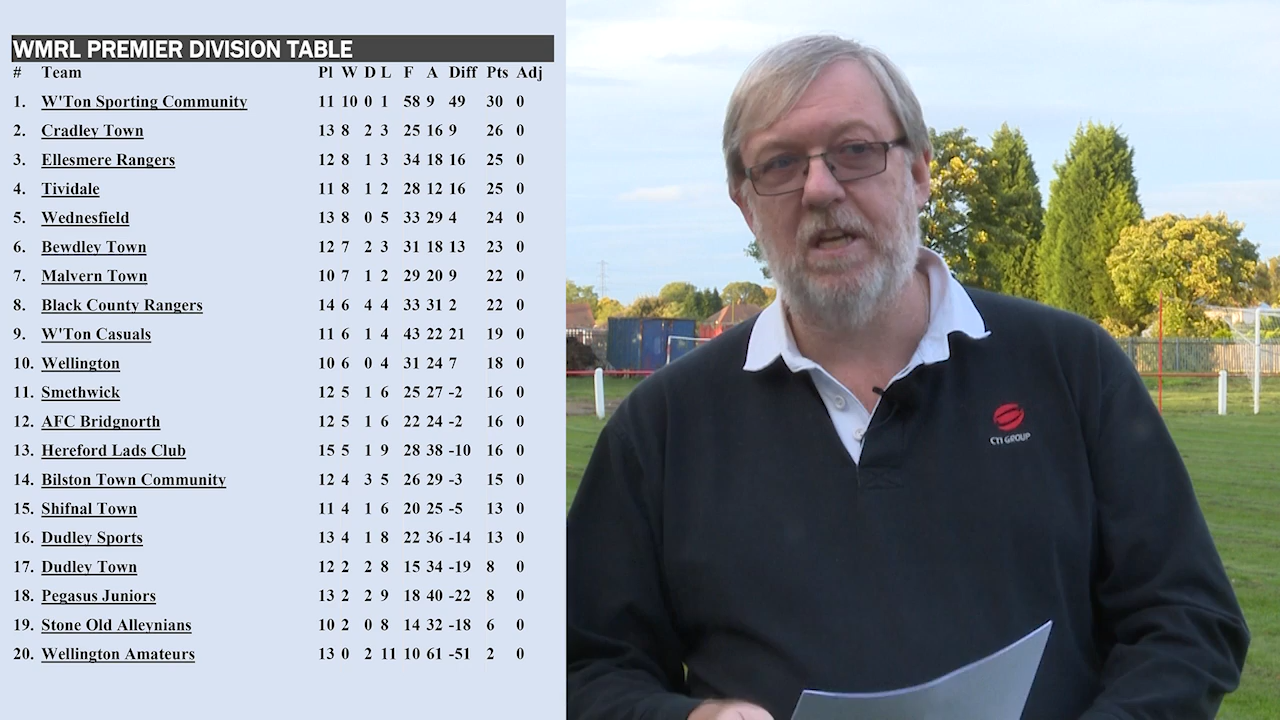 WMRL PREMIER DIVISION TABLE
# Team Pl W D L F A Diff Pts Adj
1. W'Ton Sporting Community 11 10 0 1 58 9 49 30 0
2. Cradley Town 13 8 2 3 25 16 9 26 0
3. Ellesmere Rangers 12 8 1 3 34 18 16 25 0
4. Tividale 11 8 1 2 28 12 16 25 0
5. Wednesfield 13 8 0 5 33 29 4 24 0
6. Bewdley Town 12 7 2 3 31 18 13 23 0
7. Malvern Town 10 7 1 2 29 20 9 22 0
8. Black County Rangers 14 6 4 4 33 31 2 22 0
9. W'Ton Casuals 11 6 1 4 43 22 21 19 0
10. Wellington 10 6 0 4 31 24 7 18 0
11. Smethwick 12 5 1 6 25 27 -2 16 0
12. AFC Bridgnorth 12 5 1 6 22 24 -2 16 0
13. Hereford Lads Club 15 5 1 9 28 38 -10 16 0
14. Bilston Town Community 12 4 3 5 26 29 -3 15 0
15. Shifnal Town 11 4 1 6 20 25 -5 13 0
16. Dudley Sports 13 4 1 8 22 36 -14 13 0
17. Dudley Town 12 2 2 8 15 34 -19 8 0
18. Pegasus Juniors 13 2 2 9 18 40 -22 8 0
19. Stone Old Alleynians 10 2 0 8 14 32 -18 6 0
20. Wellington Amateurs 13 0 2 11 10 61 -51 2 0
CTI GROUP